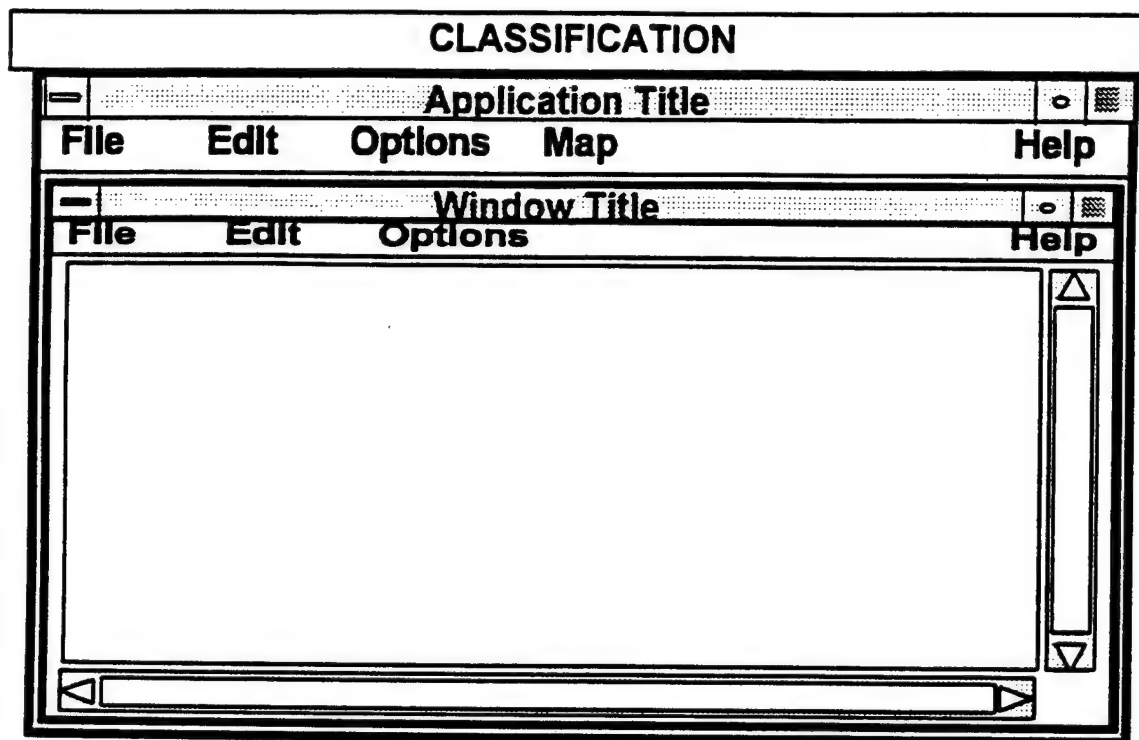 CLASSIFICATION
Application Title
File Edit Options Map Help
Window Title
File Edit Options Help